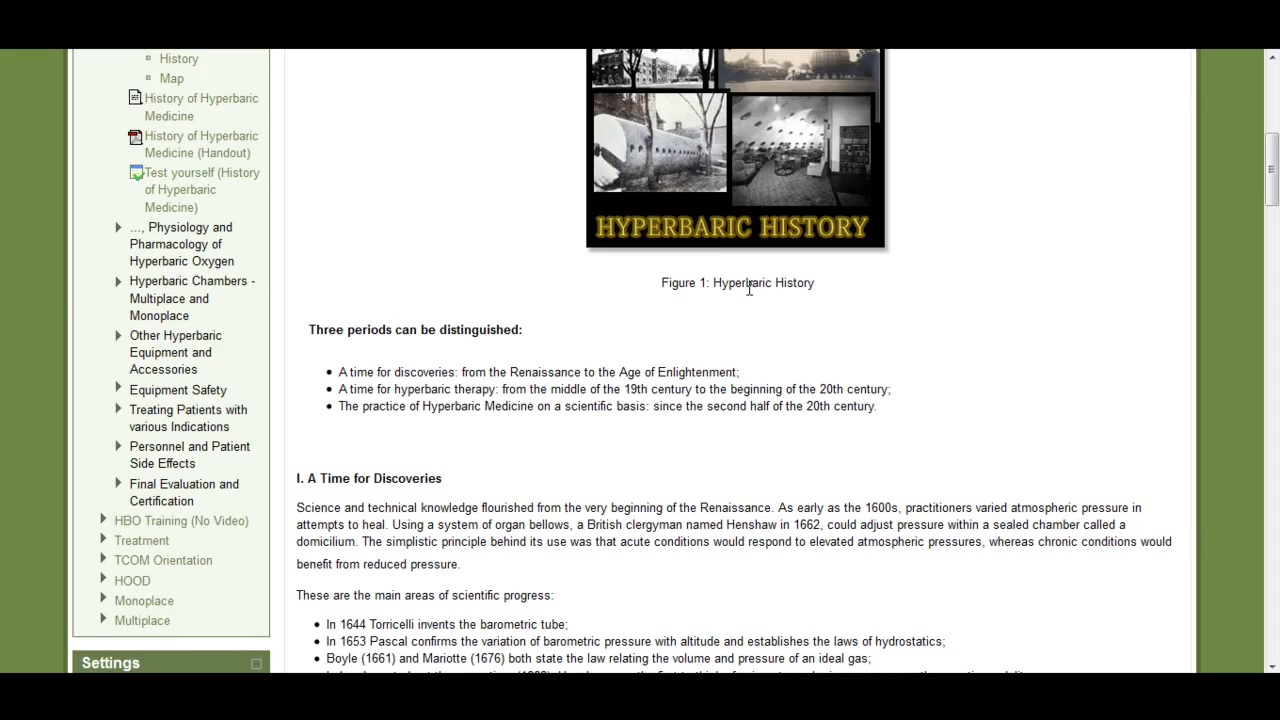 History
Map
History of Hyperbaric
Medicine
History of Hyperbaric
Medicine (Handout)
Test yourself (History
of Hyperbaric
Medicine)
..., Physiology and
Pharmacology of
Hyperbaric Oxygen
Hyperbaric Chambers -
Multiplace and
Monoplace
Other Hyperbaric
Equipment and
Accessories
Equipment Safety
Treating Patients with
various Indications
Personnel and Patient
Side Effects
Final Evaluation and
Certification
HBO Training (No Video)
Treatment
TCOM Orientation
HOOD
Monoplace
Multiplace
Settings
HYPERBARIC HISTORY
Figure 1: Hyperbaric History
Three periods can be distinguished:
A time for discoveries: from the Renaissance to the Age of Enlightenment;
A time for hyperbaric therapy: from the middle of the 19th century to the beginning of the 20th century;
The practice of Hyperbaric Medicine on a scientific basis: since the second half of the 20th century.
I. A Time for Discoveries
Science and technical knowledge flourished from the very beginning of the Renaissance. As early as the 1600s, practitioners varied atmospheric pressure in
attempts to heal. Using a system of organ bellows, a British clergyman named Henshaw in 1662, could adjust pressure within a sealed chamber called a
domicilium. The simplistic principle behind its use was that acute conditions would respond to elevated atmospheric pressures, whereas chronic conditions would
benefit from reduced pressure.
These are the main areas of scientific progress:
In 1644 Torricelli invents the barometric tube;
In 1653 Pascal confirms the variation of barometric pressure with altitude and establishes the laws of hydrostatics;
Boyle (1661) and Mariotte (1676) both state the law relating the volume and pressure of an ideal gas;